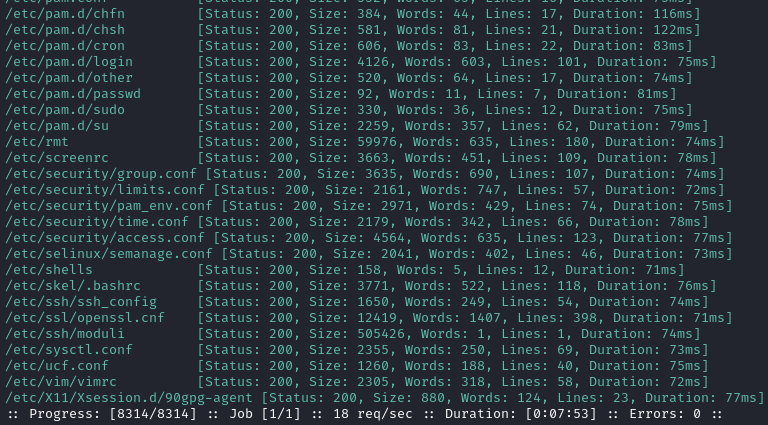 /etc/pam.d/chfn [Status: 200, Size: 384, Words: 44, Lines: 17, Duration: 116ms]
/etc/pam.d/chsh [Status: 200, Size: 581, Words: 81, Lines: 21, Duration: 122ms]
/etc/pam.d/cron [Status: 200, Size: 606, Words: 83, Lines: 22, Duration: 83ms]
/etc/pam.d/login [Status: 200, Size: 4126, Words: 603, Lines: 101, Duration: 75ms]
/etc/pam.d/other [Status: 200, Size: 520, Words: 64, Lines: 17, Duration: 74ms]
/etc/pam.d/passwd [Status: 200, Size: 92, Words: 11, Lines: 7, Duration: 81ms]
/etc/pam.d/sudo [Status: 200, Size: 330, Words: 36, Lines: 12, Duration: 75ms]
/etc/pam.d/su [Status: 200, Size: 2259, Words: 357, Lines: 62, Duration: 79ms]
/etc/rmt [Status: 200, Size: 59976, Words: 635, Lines: 180, Duration: 74ms]
/etc/screenrc [Status: 200, Size: 3663, Words: 451, Lines: 109, Duration: 78ms]
/etc/security/group.conf [Status: 200, Size: 3635, Words: 690, Lines: 107, Duration: 74ms]
/etc/security/limits.conf [Status: 200, Size: 2161, Words: 747, Lines: 57, Duration: 72ms]
/etc/security/pam_env.conf [Status: 200, Size: 2971, Words: 429, Lines: 74, Duration: 75ms]
/etc/security/time.conf [Status: 200, Size: 2179, Words: 342, Lines: 66, Duration: 78ms]
/etc/security/access.conf [Status: 200, Size: 4564, Words: 635, Lines: 123, Duration: 77ms]
/etc/selinux/semanage.conf [Status: 200, Size: 2041, Words: 402, Lines: 46, Duration: 73ms]
/etc/shells [Status: 200, Size: 158, Words: 5, Lines: 12, Duration: 71ms]
/etc/skel/.bashrc [Status: 200, Size: 3771, Words: 522, Lines: 118, Duration: 76ms]
/etc/ssh/ssh_config [Status: 200, Size: 1650, Words: 249, Lines: 54, Duration: 74ms]
/etc/ssl/openssl.cnf [Status: 200, Size: 12419, Words: 1407, Lines: 398, Duration: 71ms]
/etc/ssh/moduli [Status: 200, Size: 505426, Words: 1, Lines: 1, Duration: 74ms]
/etc/sysctl.conf [Status: 200, Size: 2355, Words: 250, Lines: 69, Duration: 73ms]
/etc/ucf.conf [Status: 200, Size: 1260, Words: 188, Lines: 40, Duration: 75ms]
/etc/vim/vimrc [Status: 200, Size: 2305, Words: 318, Lines: 58, Duration: 72ms]
/etc/X11/Xsession.d/90gpg-agent [Status: 200, Size: 880, Words: 124, Lines: 23, Duration: 77ms]
:: Progress: [8314/8314] :: Job [1/1] :: 18 req/sec :: Duration: [0:07:53] :: Errors: 0 ::